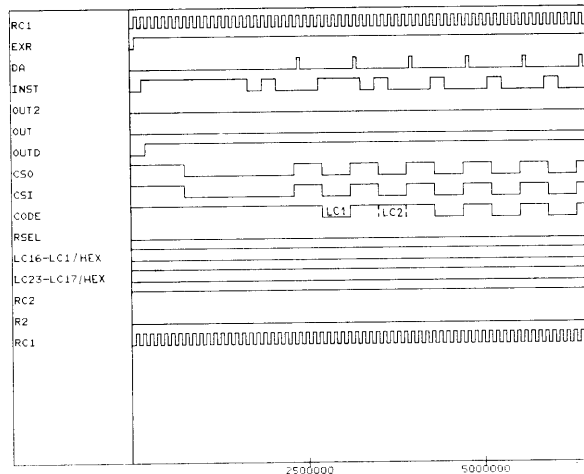 RC1
EXR
DA
INST
OUT2
OUT
OUTD
CSO
CSI
CODE LC1 LC2
RSEL
LC16-LC1/HEX
LC23-LC17/HEX
RC2
R2
RC1
2500000 5000000